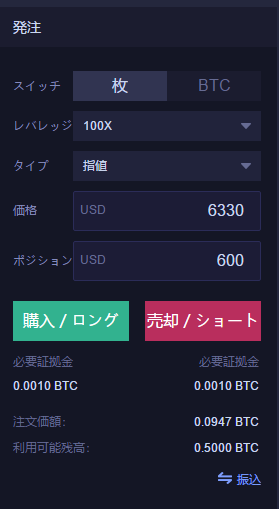 発注
スイッチ 枚 BTC
レバレッジ 100X
タイプ 指値
価格 USD 6330
ポジション USD 600
購入 / ロング 売却 / ショート
必要証拠金 必要証拠金
0.0010 BTC 0.0010 BTC
注文価額: 0.0947 BTC
利用可能残高: 0.5000 BTC
振込